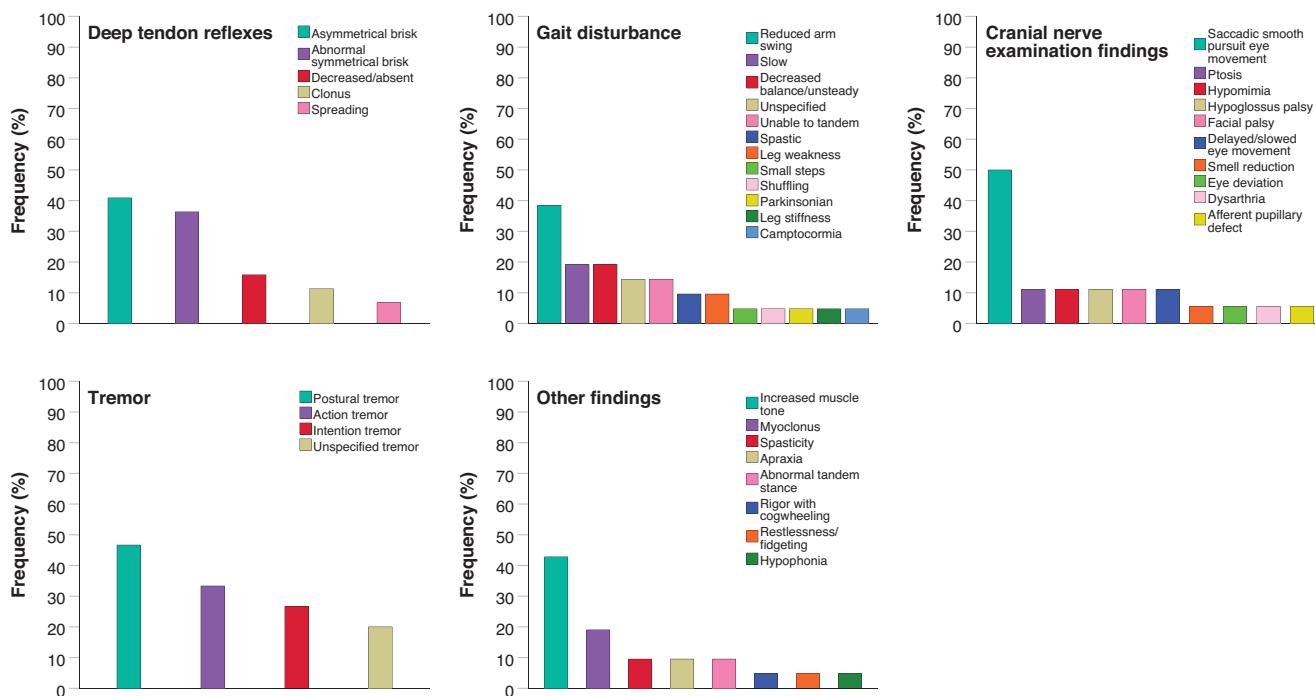 Deep tendon reflexes
Frequency (%)
100
90
80
70
60
50
40
30
20
10
0
Asymmetrical brisk
Abnormal
symmetrical brisk
Decreased/absent
Clonus
Spreading
Gait disturbance
Frequency (%)
100
90
80
70
60
50
40
30
20
10
0
Reduced arm
swing
Slow
Decreased
balance/unsteady
Unspecified
Unable to tandem
Spastic
Leg weakness
Small steps
Shuffling
Parkinsonian
Leg stiffness
Camptocormia
Cranial nerve
examination findings
Frequency (%)
100
90
80
70
60
50
40
30
20
10
0
Saccadic smooth
pursuit eye
movement
Ptosis
Hypomimia
Hypoglossus palsy
Facial palsy
Delayed/slowed
eye movement
Smell reduction
Eye deviation
Dysarthria
Afferent pupillary
defect
Tremor
Frequency (%)
100
90
80
70
60
50
40
30
20
10
0
Postural tremor
Action tremor
Intention tremor
Unspecified tremor
Other findings
Frequency (%)
100
90
80
70
60
50
40
30
20
10
0
Increased muscle
tone
Myoclonus
Spasticity
Apraxia
Abnormal tandem
stance
Rigor with
cogwheeling
Restlessness/
fidgeting
Hypophonia